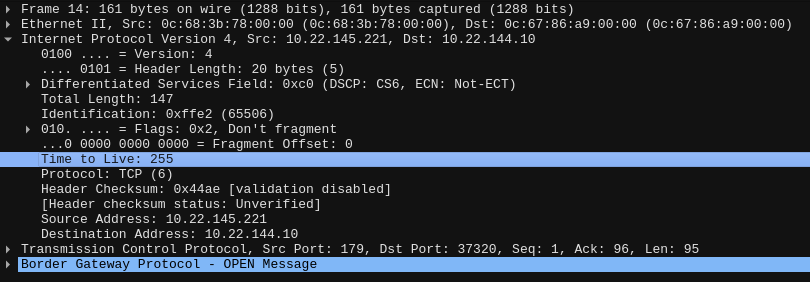 Frame 14: 161 bytes on wire (1288 bits), 161 bytes captured (1288 bits)
Ethernet II, Src: 0c:68:3b:78:00:00 (0c:68:3b:78:00:00), Dst: 0c:67:86:a9:00:00 (0c:67:86:a9:00:00)
Internet Protocol Version 4, Src: 10.22.145.221, Dst: 10.22.144.10
0100 .... = Version: 4
.... 0101 = Header Length: 20 bytes (5)
Differentiated Services Field: 0xc0 (DSCP: CS6, ECN: Not-ECT)
Total Length: 147
Identification: 0xffe2 (65506)
010. .... = Flags: 0x2, Don't fragment
...0 0000 0000 0000 = Fragment Offset: 0
Time to Live: 255
Protocol: TCP (6)
Header Checksum: 0x44ae [validation disabled]
[Header checksum status: Unverified]
Source Address: 10.22.145.221
Destination Address: 10.22.144.10
Transmission Control Protocol, Src Port: 179, Dst Port: 37320, Seq: 1, Ack: 96, Len: 95
Border Gateway Protocol - OPEN Message